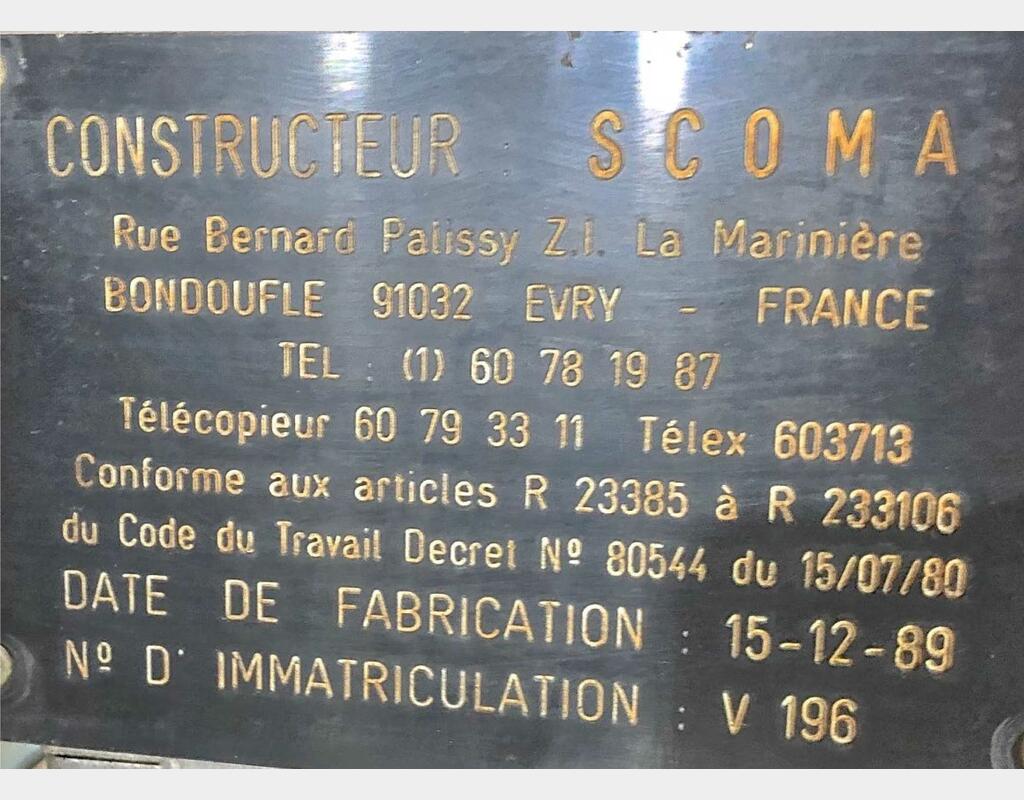 CONSTRUCTEUR : SCOMA
Rue Bernard Palissy Z.I. La Marinière
BONDOUFLE 91032 EVRY - FRANCE
TEL : (1) 60 78 19 87
Télécopieur 60 79 33 11 Télex 603713
Conforme aux articles R 23385 à R 233106
du Code du Travail Decret Nº 80544 du 15/07/80
DATE DE FABRICATION : 15-12-89
Nº D' IMMATRICULATION : V 196